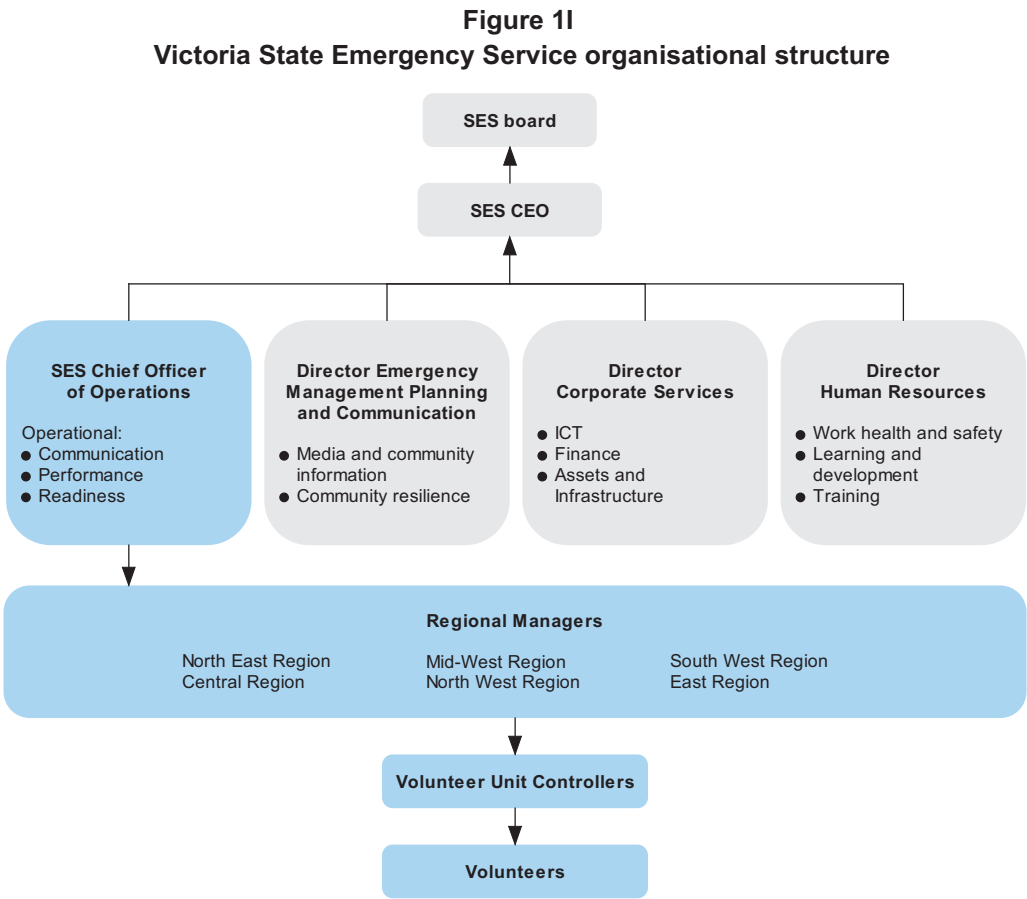 Figure 1I
Victoria State Emergency Service organisational structure
SES board
SES CEO
SES Chief Officer
of Operations
Operational:
● Communication
● Performance
● Readiness
Director Emergency
Management Planning
and Communication
● Media and community
information
● Community resilience
Director
Corporate Services
● ICT
● Finance
● Assets and
Infrastructure
Director
Human Resources
● Work health and safety
● Learning and
development
● Training
Regional Managers
North East Region
Central Region
Mid-West Region
North West Region
South West Region
East Region
Volunteer Unit Controllers
Volunteers